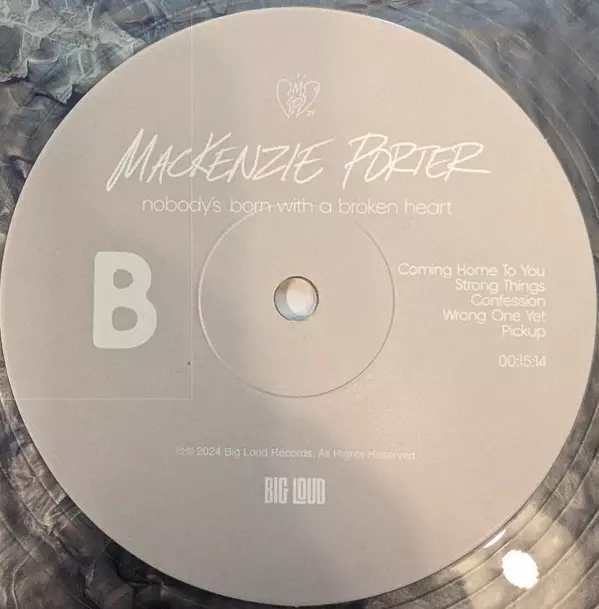 MACKENZIE PORTER
nobody's born with a broken heart
B
Coming Home To You
Strong Things
Confession
Wrong One Yet
Pickup
00:15:14
℗© 2024 Big Loud Records. All Rights Reserved
BIG LOUD